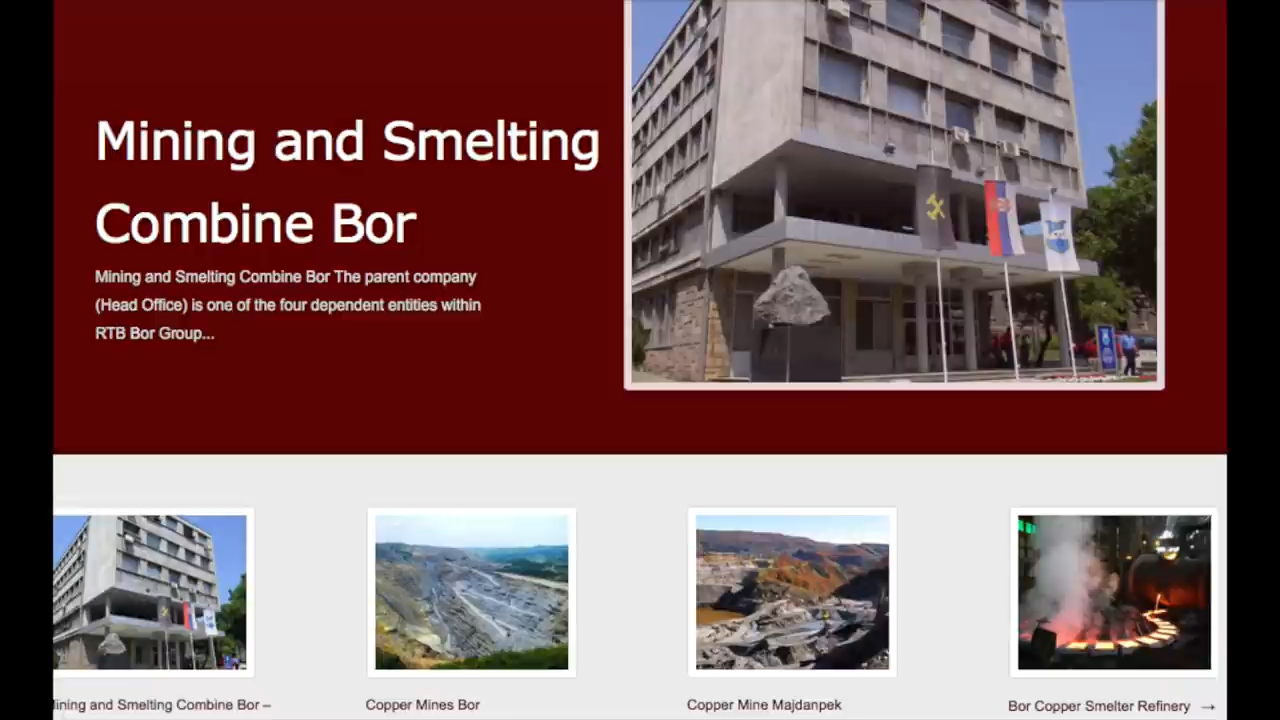 Mining and Smelting
Combine Bor
Mining and Smelting Combine Bor The parent company
(Head Office) is one of the four dependent entities within
RTB Bor Group...
ining and Smelting Combine Bor –
Copper Mines Bor
Copper Mine Majdanpek
Bor Copper Smelter Refinery →